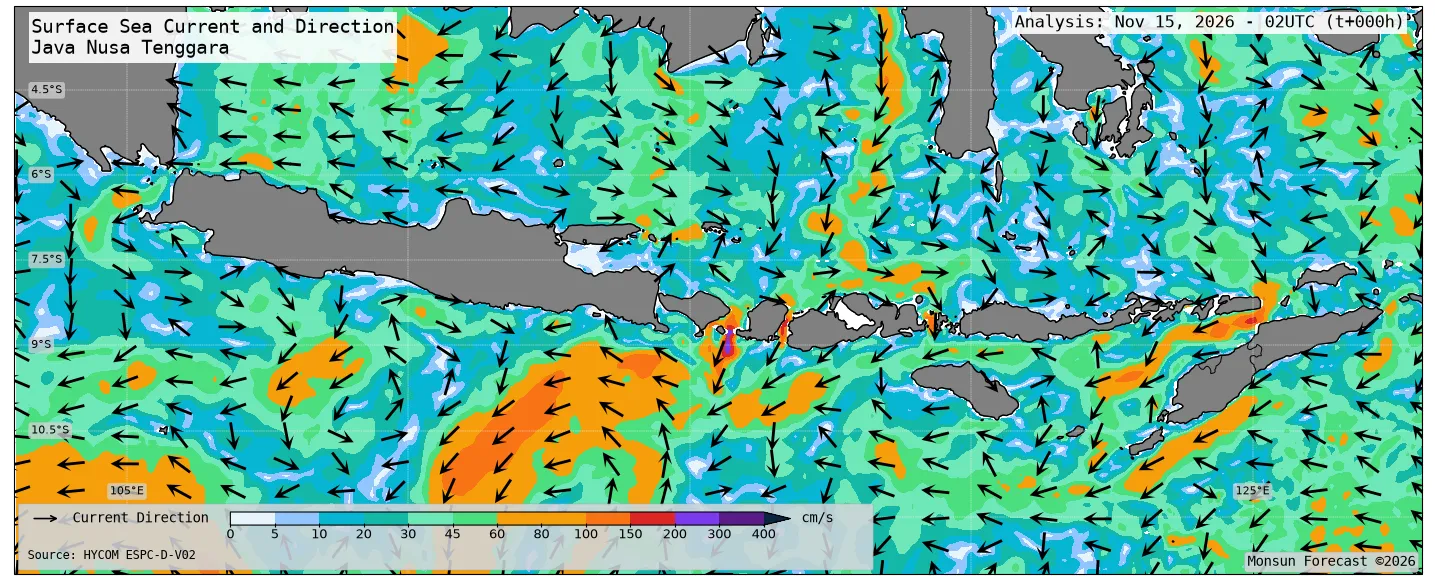 Surface Sea Current and Direction
Java Nusa Tenggara
Analysis: Nov 15, 2026 - 02UTC (t+000h)
4.5°S
6°S
7.5°S
9°S
10.5°S
105°E
125°E
Current Direction
0 5 10 20 30 45 60 80 100 150 200 300 400 cm/s
Source: HYCOM ESPC-D-V02
Monsun Forecast ©2026